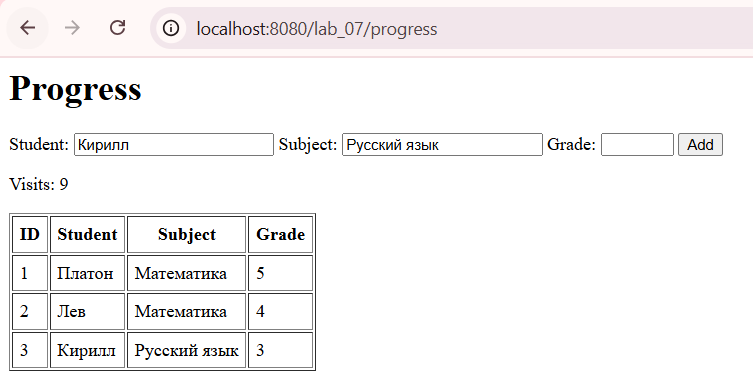 localhost:8080/lab_07/progress
Progress
Student: Кирилл Subject: Русский язык Grade: Add
Visits: 9
ID Student Subject Grade
1 Платон Математика 5
2 Лев Математика 4
3 Кирилл Русский язык 3